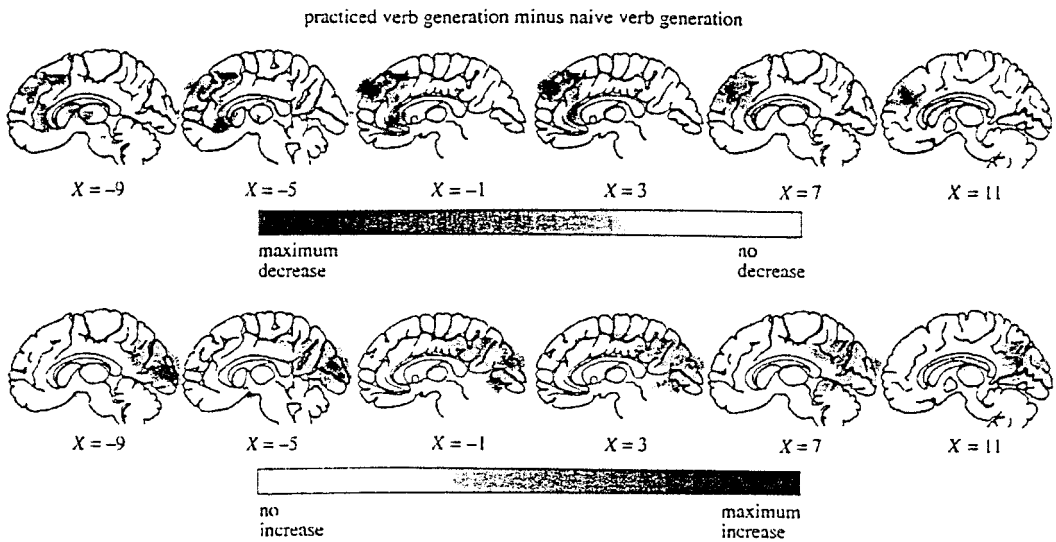 practiced verb generation minus naive verb generation
X = –9 X = –5 X = –1 X = 3 X = 7 X = 11
maximum decrease
no decrease
X = –9 X = –5 X = –1 X = 3 X = 7 X = 11
no increase
maximum increase